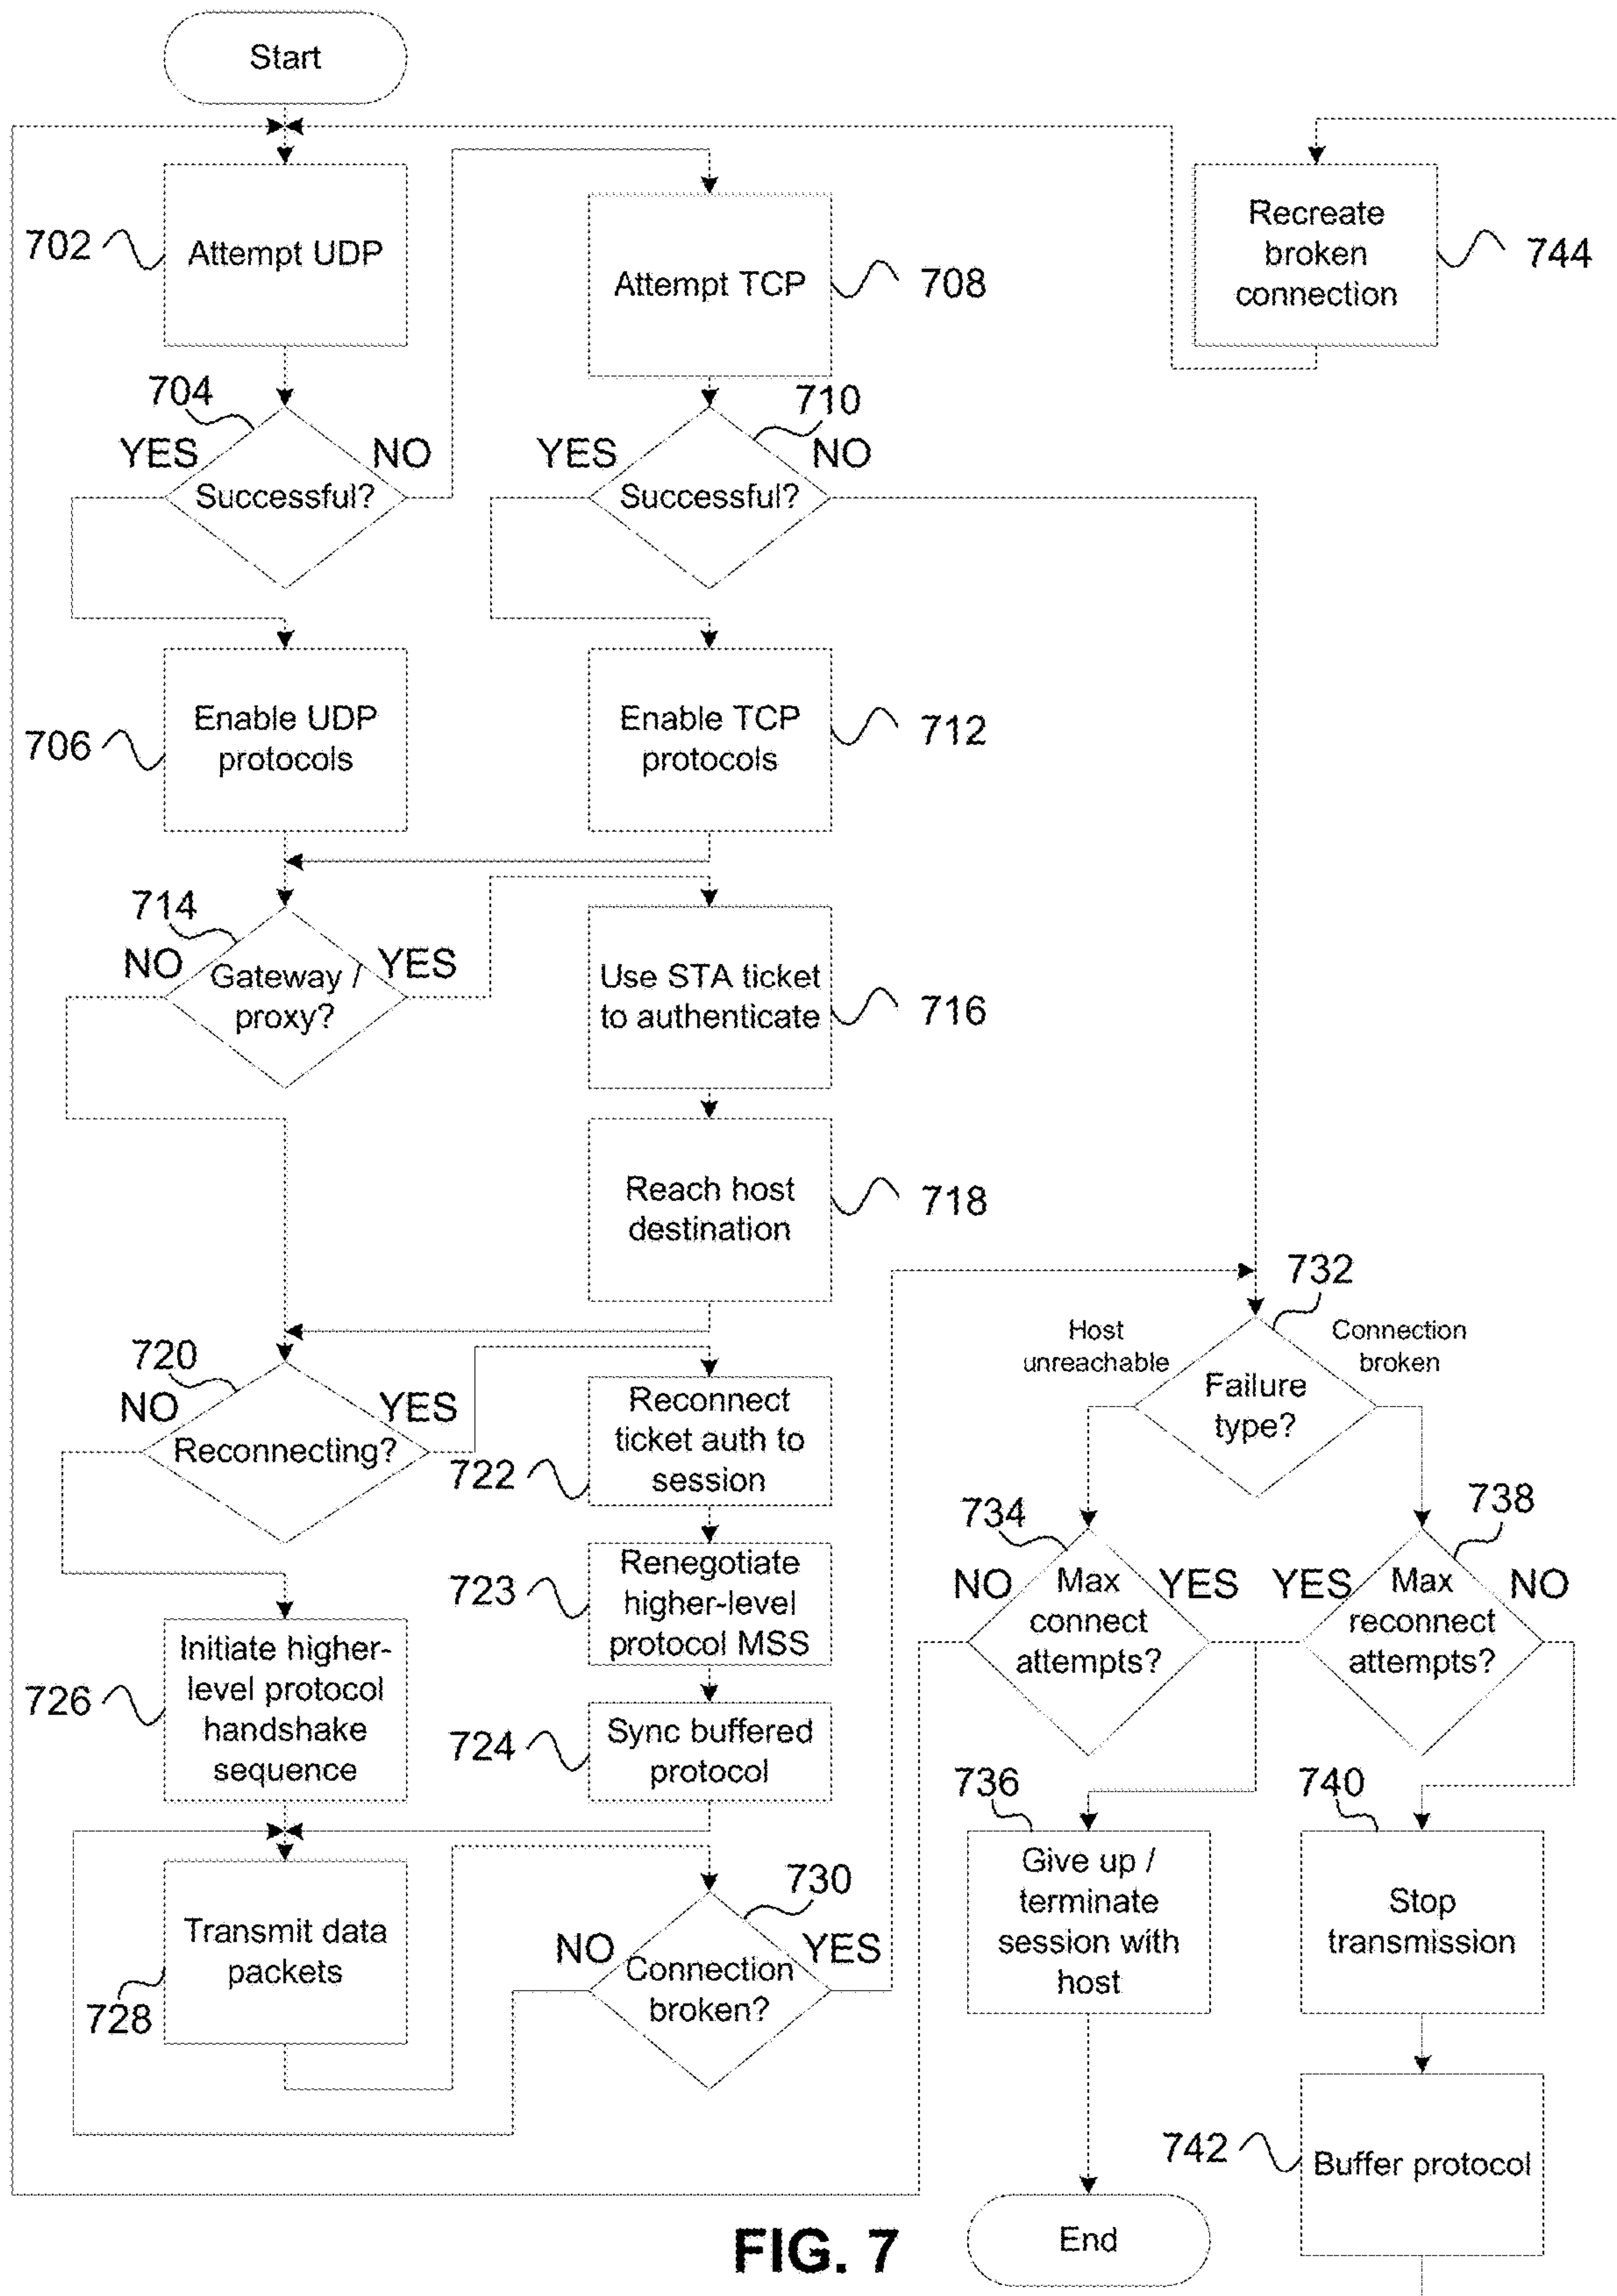 Start
702
Attempt UDP
Attempt TCP
708
Recreate
broken
connection
744
704
YES
NO
Successful?
710
YES
NO
Successful?
706
Enable UDP
protocols
Enable TCP
protocols
712
714
NO
YES
Gateway /
proxy?
Use STA ticket
to authenticate
716
Reach host
destination
718
720
NO
YES
Reconnecting?
Reconnect
ticket auth to
session
722
Renegotiate
higher-level
protocol MSS
723
Sync buffered
protocol
724
726
Initiate higher-
level protocol
handshake
sequence
Transmit data
packets
728
730
NO
YES
Connection
broken?
732
Host
unreachable
Connection
broken
Failure
type?
734
NO
YES
Max
connect
attempts?
738
YES
NO
Max
reconnect
attempts?
736
Give up /
terminate
session with
host
740
Stop
transmission
742
Buffer protocol
End
FIG. 7